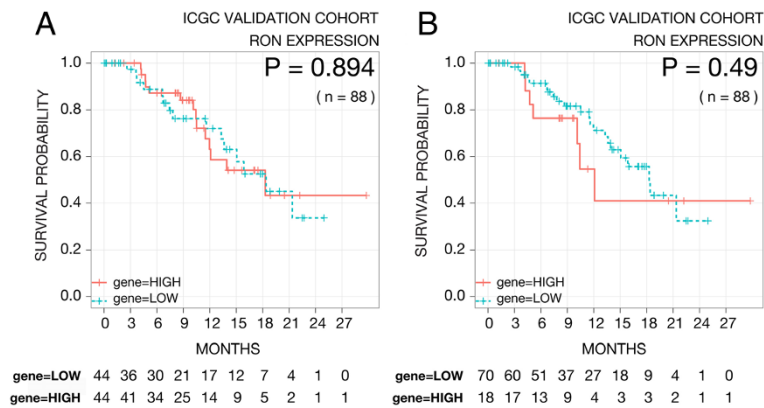 A
ICGC VALIDATION COHORT
RON EXPRESSION
P = 0.894
( n = 88 )
SURVIVAL PROBABILITY
1.0
0.8
0.6
0.4
0.2
0.0
gene=HIGH
gene=LOW
0 3 6 9 12 15 18 21 24 27
MONTHS
gene=LOW 44 36 30 21 17 12 7 4 1 0
gene=HIGH 44 41 34 25 14 9 5 2 1 1
B
ICGC VALIDATION COHORT
RON EXPRESSION
P = 0.49
( n = 88 )
SURVIVAL PROBABILITY
1.0
0.8
0.6
0.4
0.2
0.0
gene=HIGH
gene=LOW
0 3 6 9 12 15 18 21 24 27
MONTHS
gene=LOW 70 60 51 37 27 18 9 4 1 0
gene=HIGH 18 17 13 9 4 3 3 2 1 1